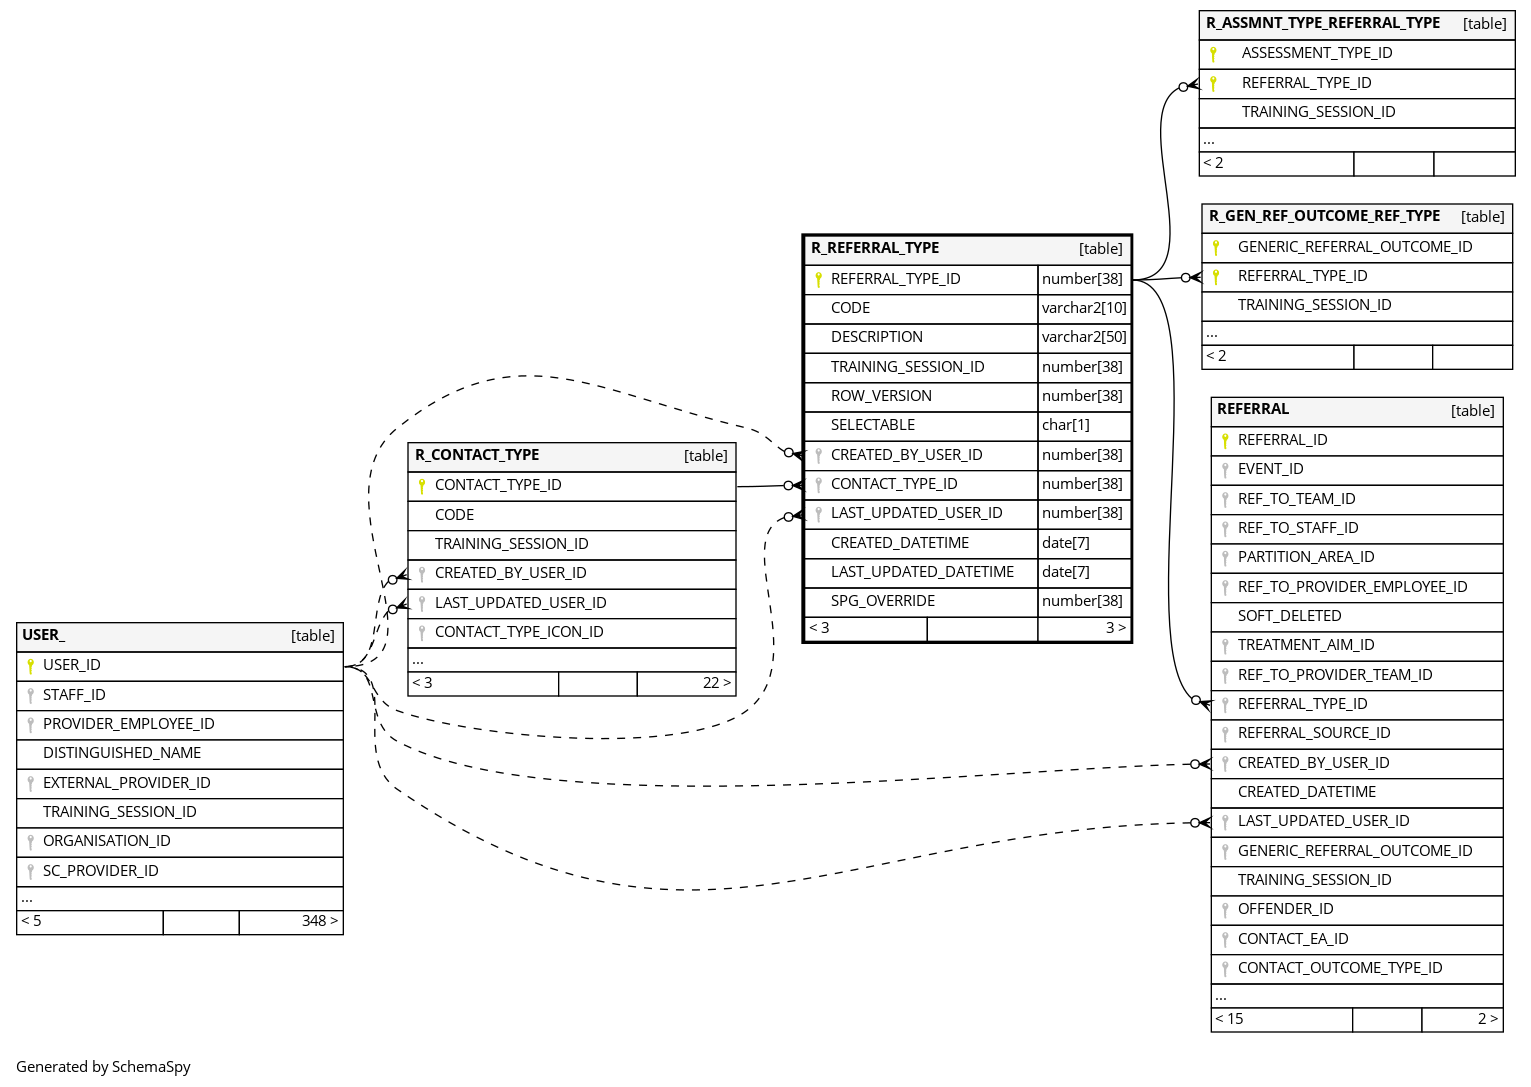 R_ASSMNT_TYPE_REFERRAL_TYPE [table]
ASSESSMENT_TYPE_ID
REFERRAL_TYPE_ID
TRAINING_SESSION_ID
...
< 2
R_GEN_REF_OUTCOME_REF_TYPE [table]
GENERIC_REFERRAL_OUTCOME_ID
REFERRAL_TYPE_ID
TRAINING_SESSION_ID
...
< 2
R_REFERRAL_TYPE [table]
REFERRAL_TYPE_ID number[38]
CODE varchar2[10]
DESCRIPTION varchar2[50]
TRAINING_SESSION_ID number[38]
ROW_VERSION number[38]
SELECTABLE char[1]
CREATED_BY_USER_ID number[38]
CONTACT_TYPE_ID number[38]
LAST_UPDATED_USER_ID number[38]
CREATED_DATETIME date[7]
LAST_UPDATED_DATETIME date[7]
SPG_OVERRIDE number[38]
< 3 3 >
R_CONTACT_TYPE [table]
CONTACT_TYPE_ID
CODE
TRAINING_SESSION_ID
CREATED_BY_USER_ID
LAST_UPDATED_USER_ID
CONTACT_TYPE_ICON_ID
...
< 3 22 >
REFERRAL [table]
REFERRAL_ID
EVENT_ID
REF_TO_TEAM_ID
REF_TO_STAFF_ID
PARTITION_AREA_ID
REF_TO_PROVIDER_EMPLOYEE_ID
SOFT_DELETED
TREATMENT_AIM_ID
REF_TO_PROVIDER_TEAM_ID
REFERRAL_TYPE_ID
REFERRAL_SOURCE_ID
CREATED_BY_USER_ID
CREATED_DATETIME
LAST_UPDATED_USER_ID
GENERIC_REFERRAL_OUTCOME_ID
TRAINING_SESSION_ID
OFFENDER_ID
CONTACT_EA_ID
CONTACT_OUTCOME_TYPE_ID
...
< 15 2 >
USER_ [table]
USER_ID
STAFF_ID
PROVIDER_EMPLOYEE_ID
DISTINGUISHED_NAME
EXTERNAL_PROVIDER_ID
TRAINING_SESSION_ID
ORGANISATION_ID
SC_PROVIDER_ID
...
< 5 348 >
Generated by SchemaSpy